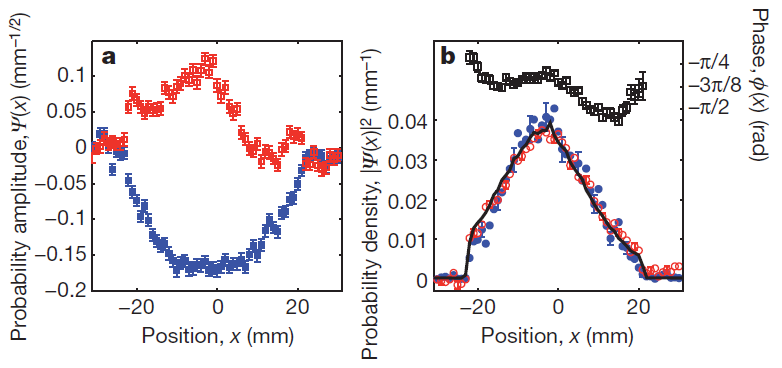 a
0.1
0.05
0
−0.05
−0.1
−0.15
−0.2
−20
0
20
Position, x (mm)
Probability amplitude, Ψ(x) (mm−1/2)
b
0.04
0.03
0.02
0.01
0
−20
0
20
Position, x (mm)
Probability density, |Ψ(x)|2 (mm−1)
−π/4
−3π/8
−π/2
Phase, ϕ(x) (rad)